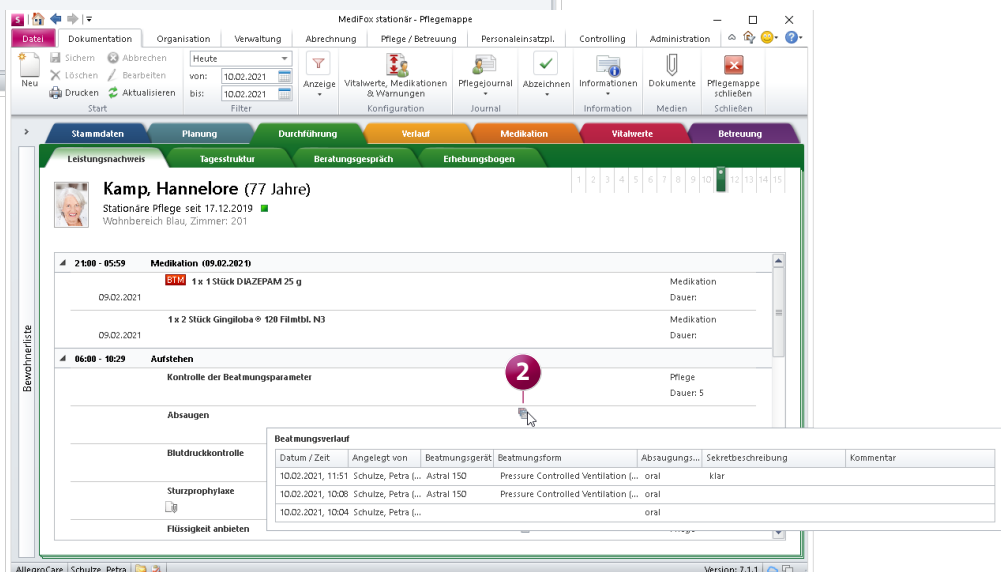 S MediFox stationär - Pflegemappe
Datei Dokumentation Organisation Verwaltung Abrechnung Pflege / Betreuung Personaleinsatzpl. Controlling Administration
Neu Sichern Abbrechen Heute
Löschen Bearbeiten von: 10.02.2021
Drucken Aktualisieren bis: 10.02.2021
Anzeige Vitalwerte, Medikationen & Warnungen Pflegejournal Abzeichnen Informationen Dokumente Pflegemappe schließen
Start Filter Konfiguration Journal Information Medien Schließen
Stammdaten Planung Durchführung Verlauf Medikation Vitalwerte Betreuung
Leistungsnachweis Tagesstruktur Beratungsgespräch Erhebungsbogen
1 2 3 4 5 6 7 8 9 10 12 13 14 15
Kamp, Hannelore (77 Jahre)
Stationäre Pflege seit 17.12.2019
Wohnbereich Blau, Zimmer: 201
Bewohnerliste
21:00 - 05:59 Medikation (09.02.2021)
BTM 1 x 1 Stück DIAZEPAM 25 g Medikation
09.02.2021 Dauer:
1 x 2 Stück Gingiloba ® 120 Filmtbl. N3 Medikation
09.02.2021 Dauer:
06:00 - 10:29 Aufstehen
Kontrolle der Beatmungsparameter Pflege
Dauer: 5
2
Absaugen
Blutdruckkontrolle
Sturzprophylaxe
Flüssigkeit anbieten
Beatmungsverlauf
Datum / Zeit Angelegt von Beatmungsgerät Beatmungsform Absaugungs... Sekretbeschreibung Kommentar
10.02.2021, 11:51 Schulze, Petra (... Astral 150 Pressure Controlled Ventilation (... oral klar
10.02.2021, 10:08 Schulze, Petra (... Astral 150 Pressure Controlled Ventilation (... oral
10.02.2021, 10:04 Schulze, Petra (... oral
AllegroCare Schulze, Petra Version: 7.1.1